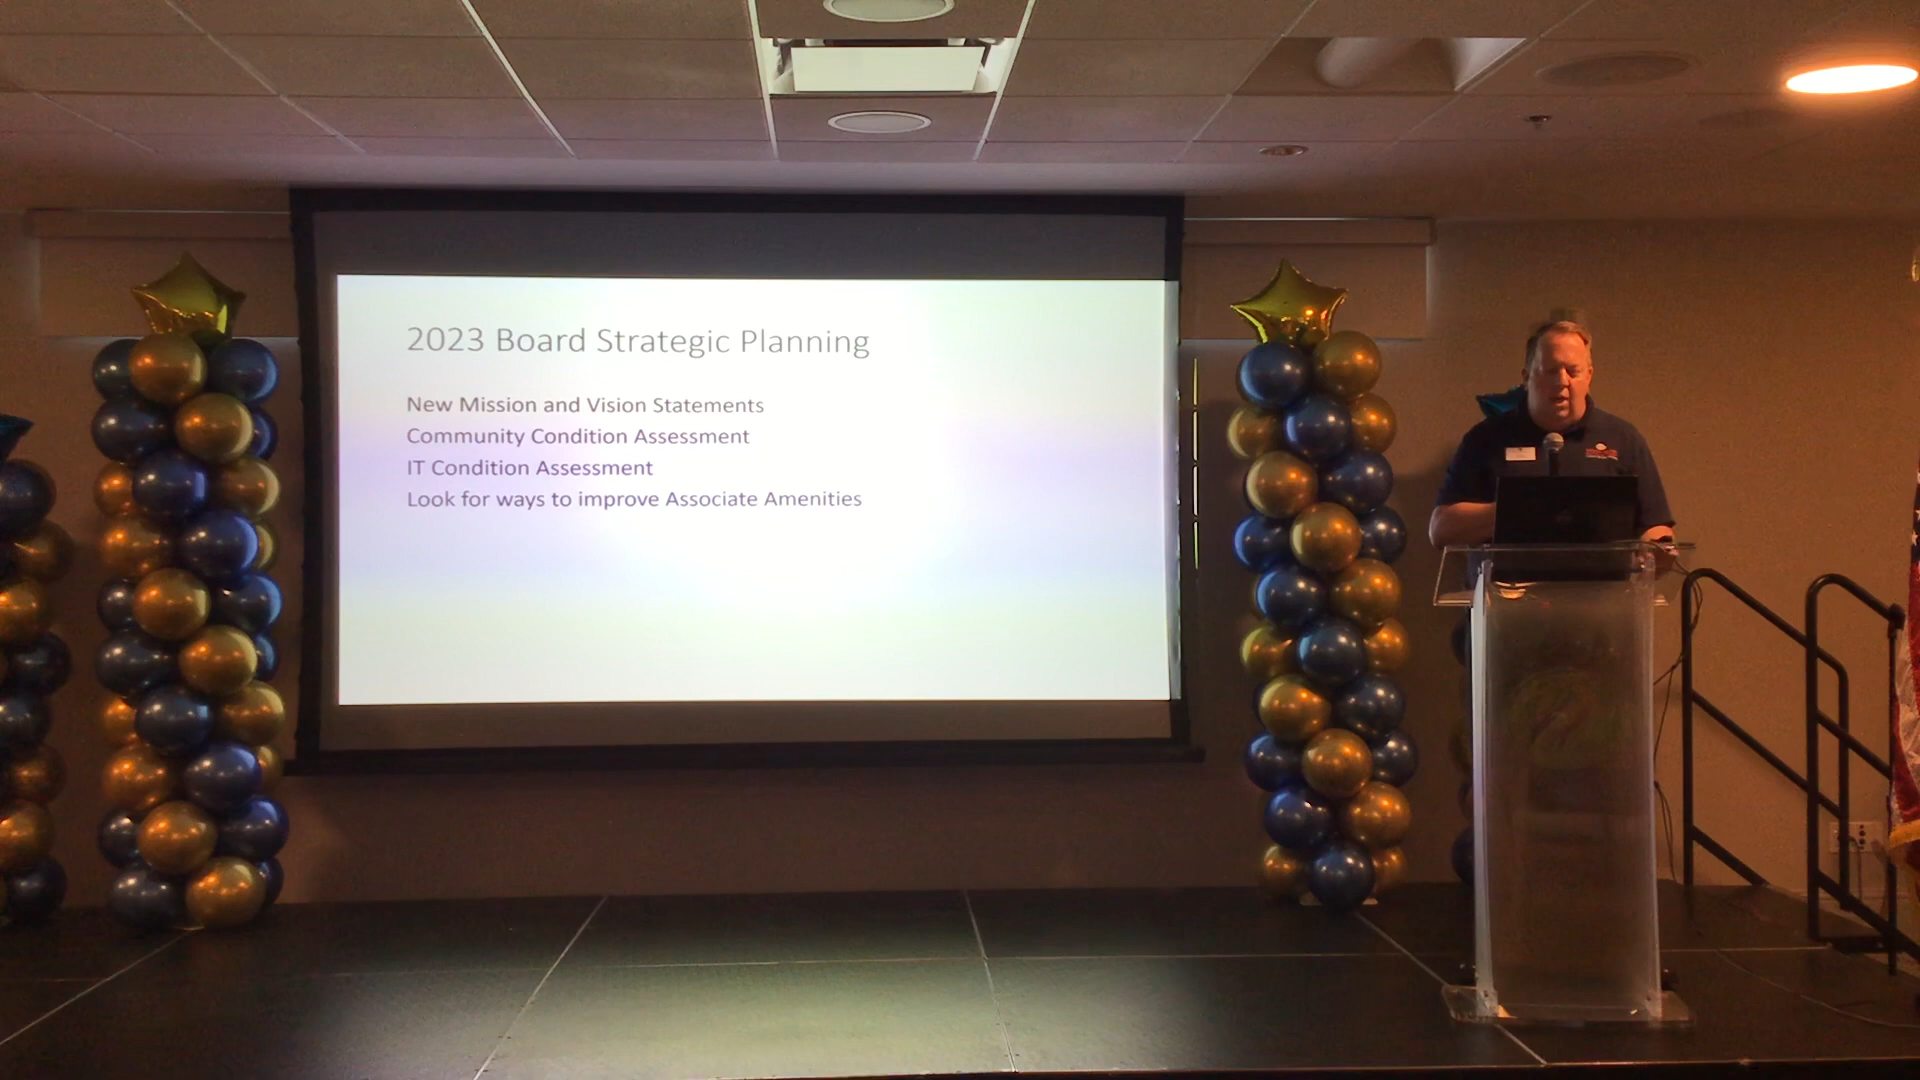 2023 Board Strategic Planning
New Mission and Vision Statements
Community Condition Assessment
IT Condition Assessment
Look for ways to improve Associate Amenities